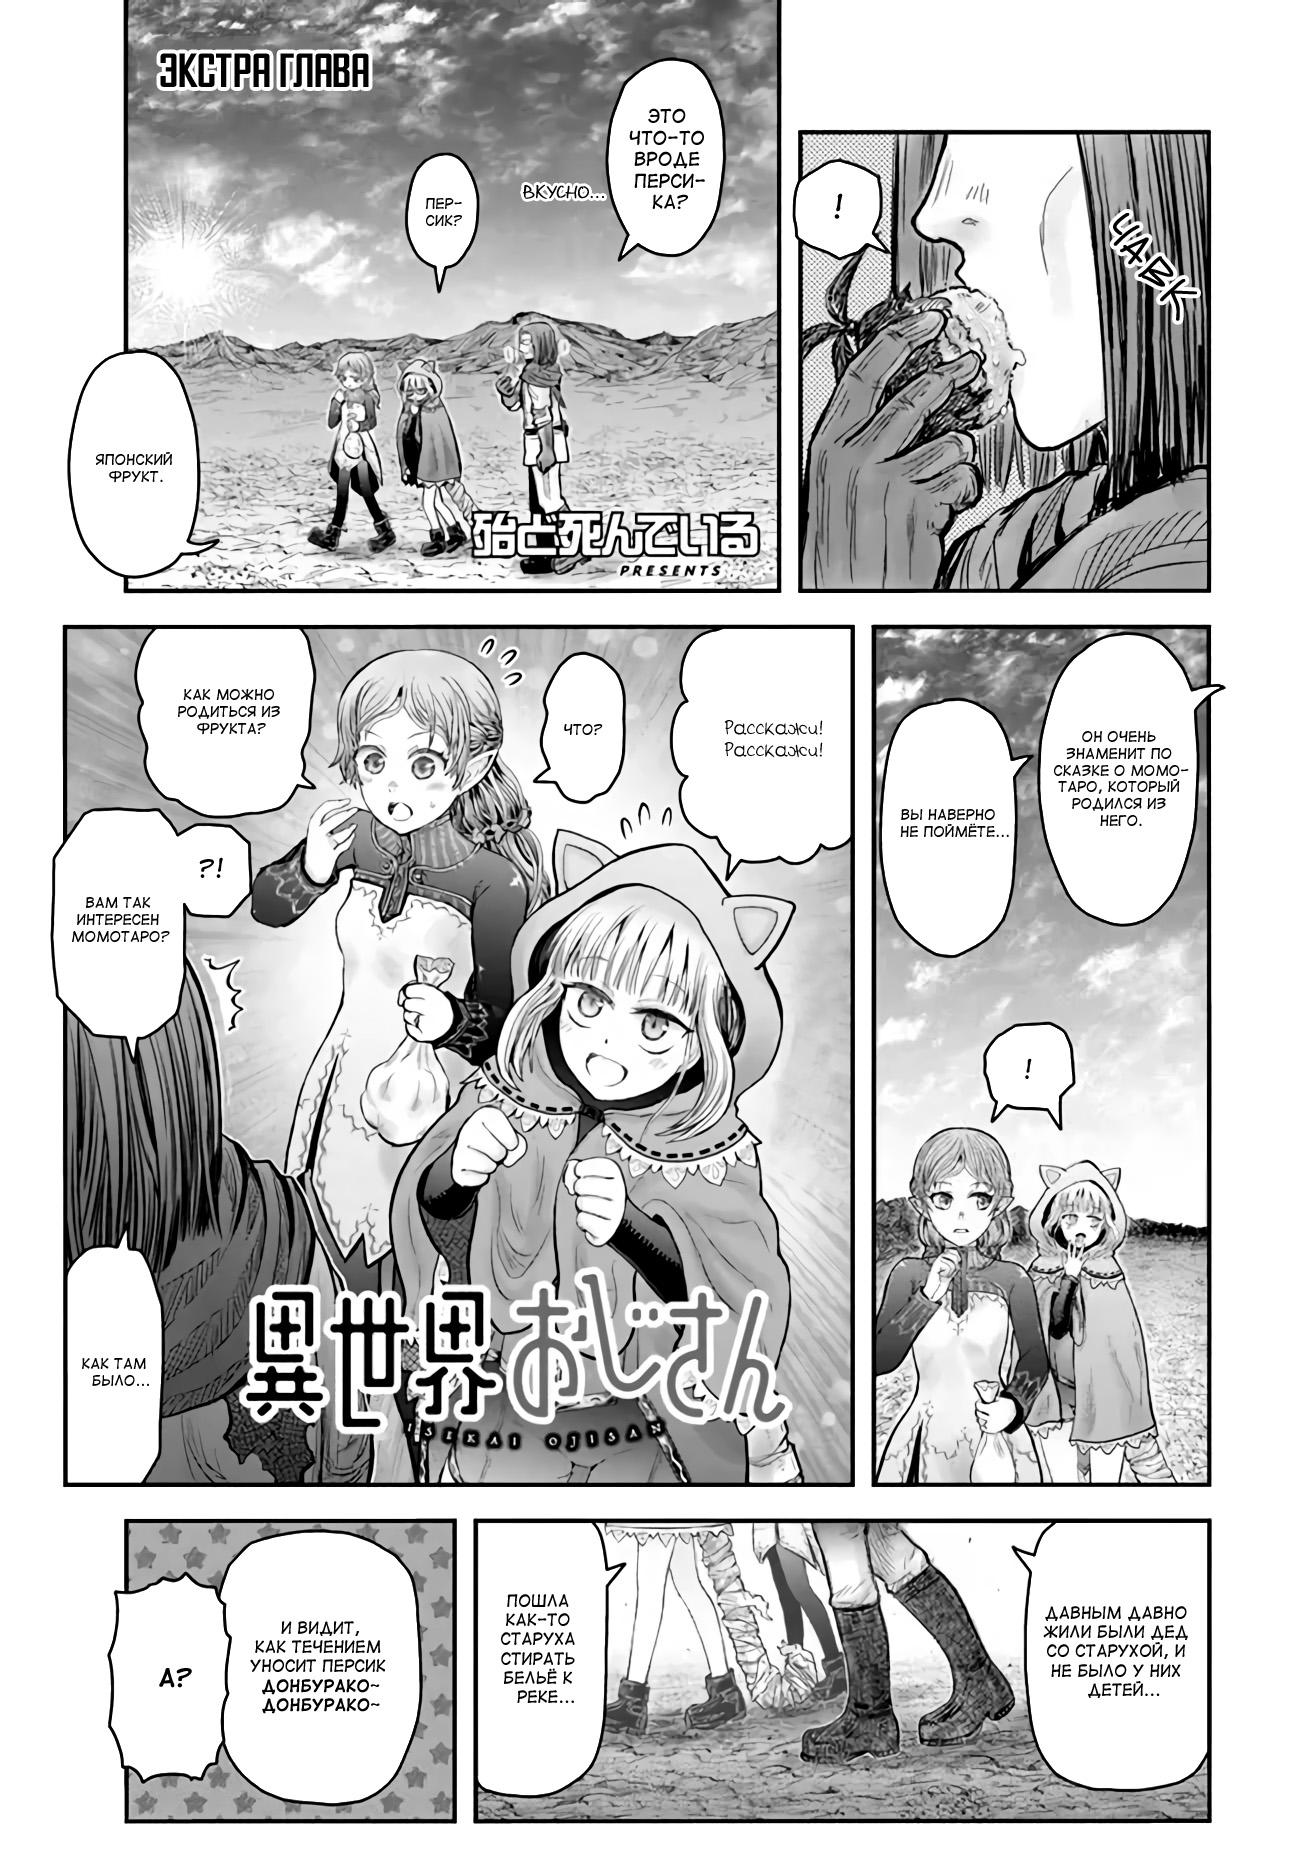 !
ЧАВК
ЭКСТРА ГЛАВА
ЭТО
ЧТО-ТО
ВРОДЕ
ПЕРСИ-
КА?
ВКУСНО...
ПЕР-
СИК?
ЯПОНСКИЙ
ФРУКТ.
殆ど死んでいる
PRESENTS
ОН ОЧЕНЬ
ЗНАМЕНИТ ПО
СКАЗКЕ О МОМО-
ТАРО, КОТОРЫЙ
РОДИЛСЯ ИЗ
НЕГО.
ВЫ НАВЕРНО
НЕ ПОЙМЁТЕ...
!
Расскажи!
Расскажи!
ЧТО?
КАК МОЖНО
РОДИТЬСЯ ИЗ
ФРУКТА?
?!
ВАМ ТАК
ИНТЕРЕСЕН
МОМОТАРО?
КАК ТАМ
БЫЛО...
異世界おじさん
ISEKAI OJISAN
ДАВНЫМ ДАВНО
ЖИЛИ БЫЛИ ДЕД
СО СТАРУХОЙ, И
НЕ БЫЛО У НИХ
ДЕТЕЙ...
ПОШЛА
КАК-ТО
СТАРУХА
СТИРАТЬ
БЕЛЬЁ К
РЕКЕ...
И ВИДИТ,
КАК ТЕЧЕНИЕМ
УНОСИТ ПЕРСИК
ДОНБУРАКО~
ДОНБУРАКО~
А?